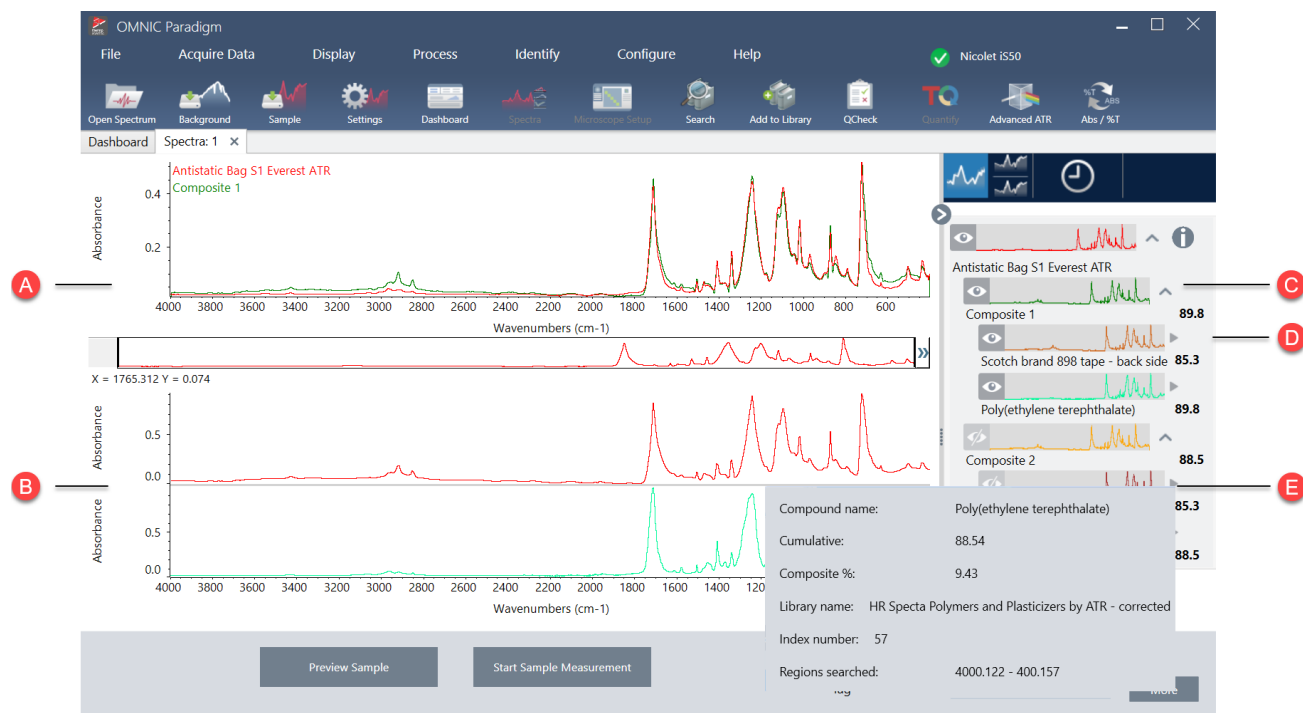 OMNIC Paradigm
File Acquire Data Display Process Identify Configure Help Nicolet iS50
%T ABS
TQ
Open Spectrum Background Sample Settings Dashboard Spectra Microscope Setup Search Add to Library QCheck Quantify Advanced ATR Abs / %T
Dashboard Spectra: 1
Antistatic Bag S1 Everest ATR
Composite 1
Absorbance
0.4
0.2
4000 3800 3600 3400 3200 3000 2800 2600 2400 2200 2000 1800 1600 1400 1200 1000 800 600
Wavenumbers (cm-1)
X = 1765.312 Y = 0.074
Absorbance
0.5
0.0
Absorbance
0.5
0.0
4000 3800 3600 3400 3200 3000 2800 2600 2400 2200 2000 1800 1600 1400 1200
Wavenumbers (cm-1)
Antistatic Bag S1 Everest ATR
Composite 1 89.8
Scotch brand 898 tape - back side 85.3
Poly(ethylene terephthalate) 89.8
Composite 2 88.5
85.3
88.5
Compound name: Poly(ethylene terephthalate)
Cumulative: 88.54
Composite %: 9.43
Library name: HR Specta Polymers and Plasticizers by ATR - corrected
Index number: 57
Regions searched: 4000.122 - 400.157
Preview Sample Start Sample Measurement
More
A
B
C
D
E